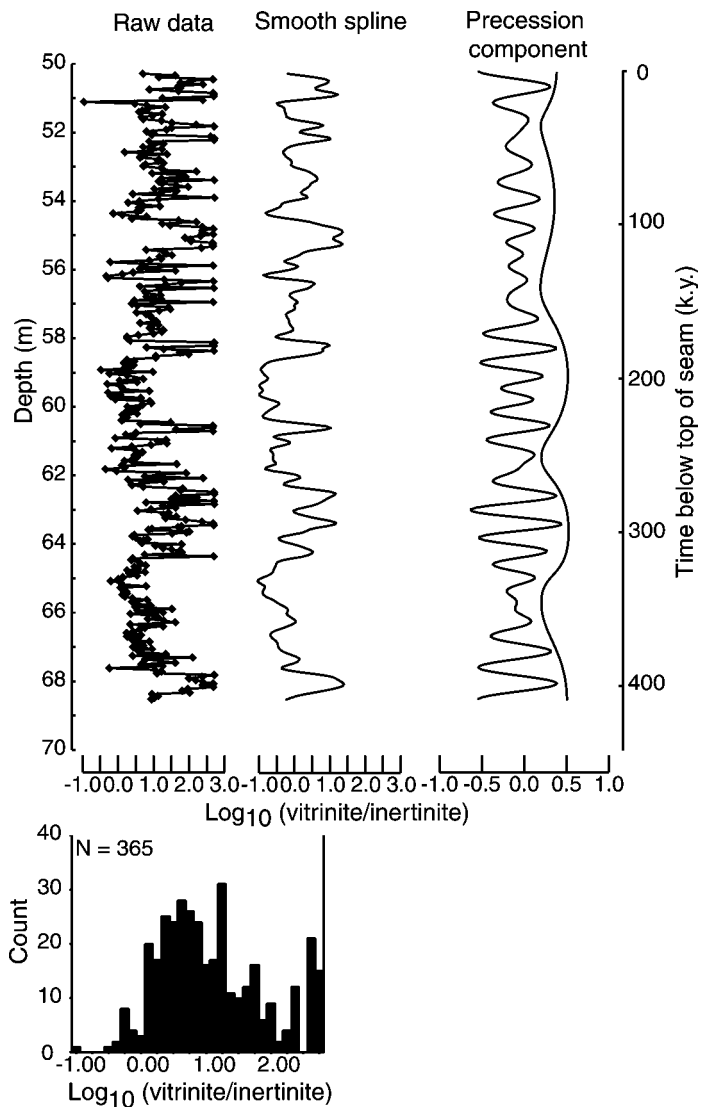 Raw data Smooth spline Precession component
50
52
54
56
58
60
62
64
66
68
70
Depth (m)
0
100
200
300
400
Time below top of seam (k.y.)
-1.00 0.0 1.0 2.0 3.0
-1.00 0.0 1.0 2.0 3.0
-1.0 -0.5 0.0 0.5 1.0
Log10 (vitrinite/inertinite)
N = 365
40
30
20
10
0
Count
-1.00 0.00 1.00 2.00
Log10 (vitrinite/inertinite)